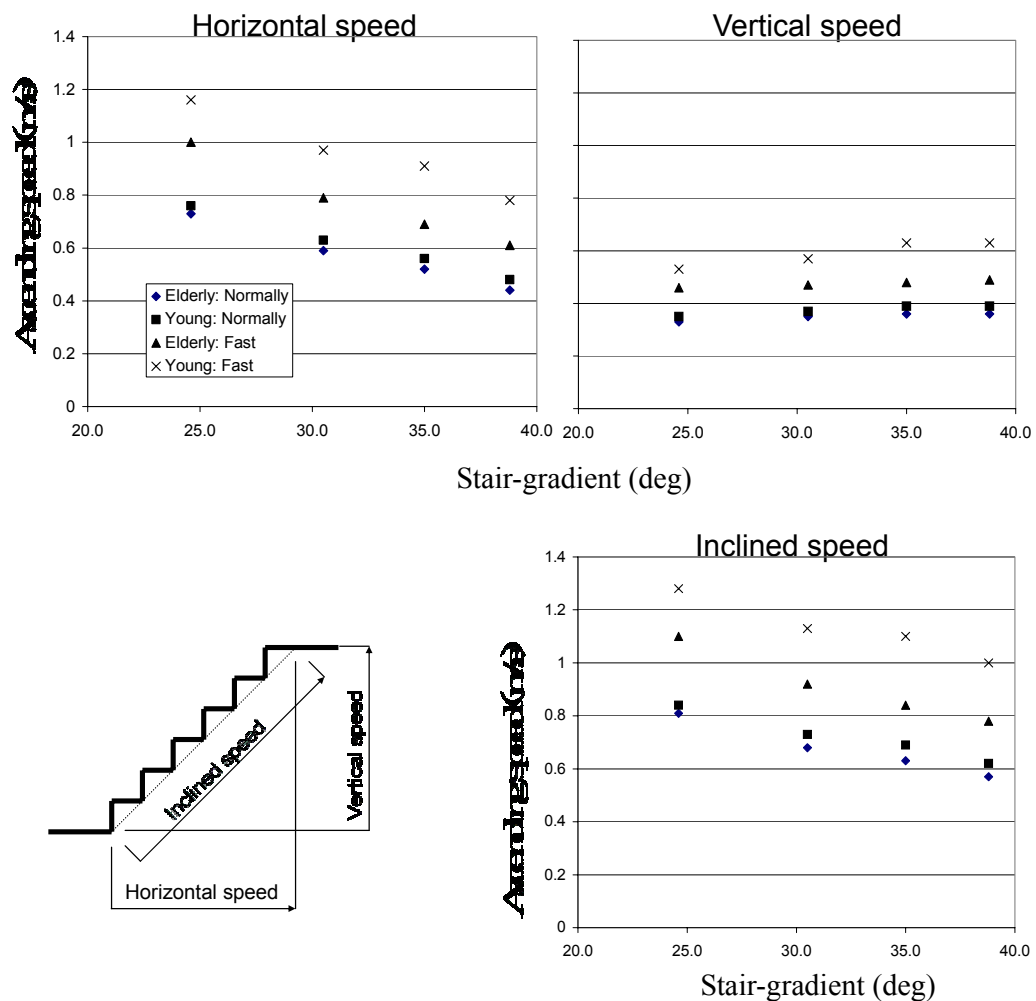 Horizontal speed
Vertical speed
1.4
1.2
1
0.8
0.6
0.4
0.2
0
Elderly: Normally
Young: Normally
Elderly: Fast
Young: Fast
20.0 25.0 30.0 35.0 40.0
20.0 25.0 30.0 35.0 40.0
Stair-gradient (deg)
Inclined speed
Vertical speed
Horizontal speed
Inclined speed
1.4
1.2
1
0.8
0.6
0.4
0.2
0
20.0 25.0 30.0 35.0 40.0
Stair-gradient (deg)